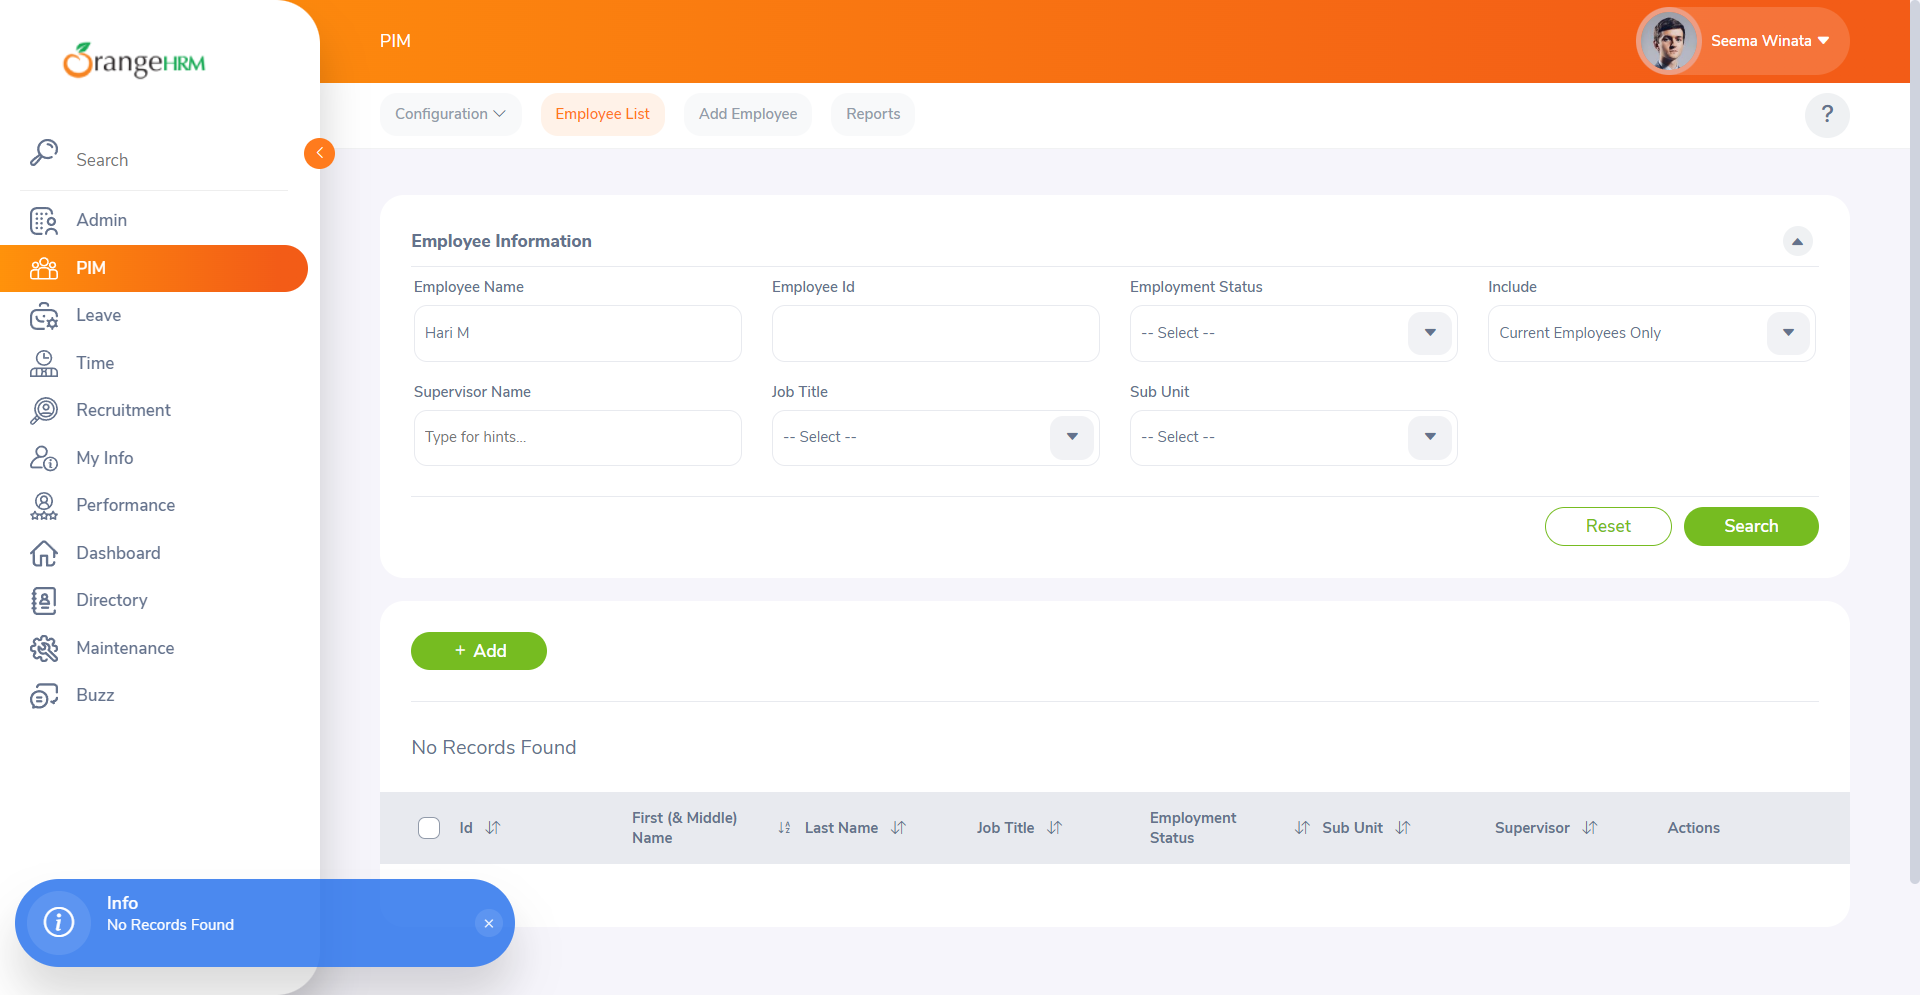 OrangeHRM
PIM
Seema Winata
Configuration
Employee List
Add Employee
Reports
?
Search
Admin
PIM
Leave
Time
Recruitment
My Info
Performance
Dashboard
Directory
Maintenance
Buzz
Employee Information
Employee Name
Employee Id
Employment Status
Include
Hari M
-- Select --
Current Employees Only
Supervisor Name
Job Title
Sub Unit
Type for hints...
-- Select --
-- Select --
Reset
Search
+ Add
No Records Found
Id
First (& Middle)
Name
Last Name
Job Title
Employment
Status
Sub Unit
Supervisor
Actions
Info
No Records Found